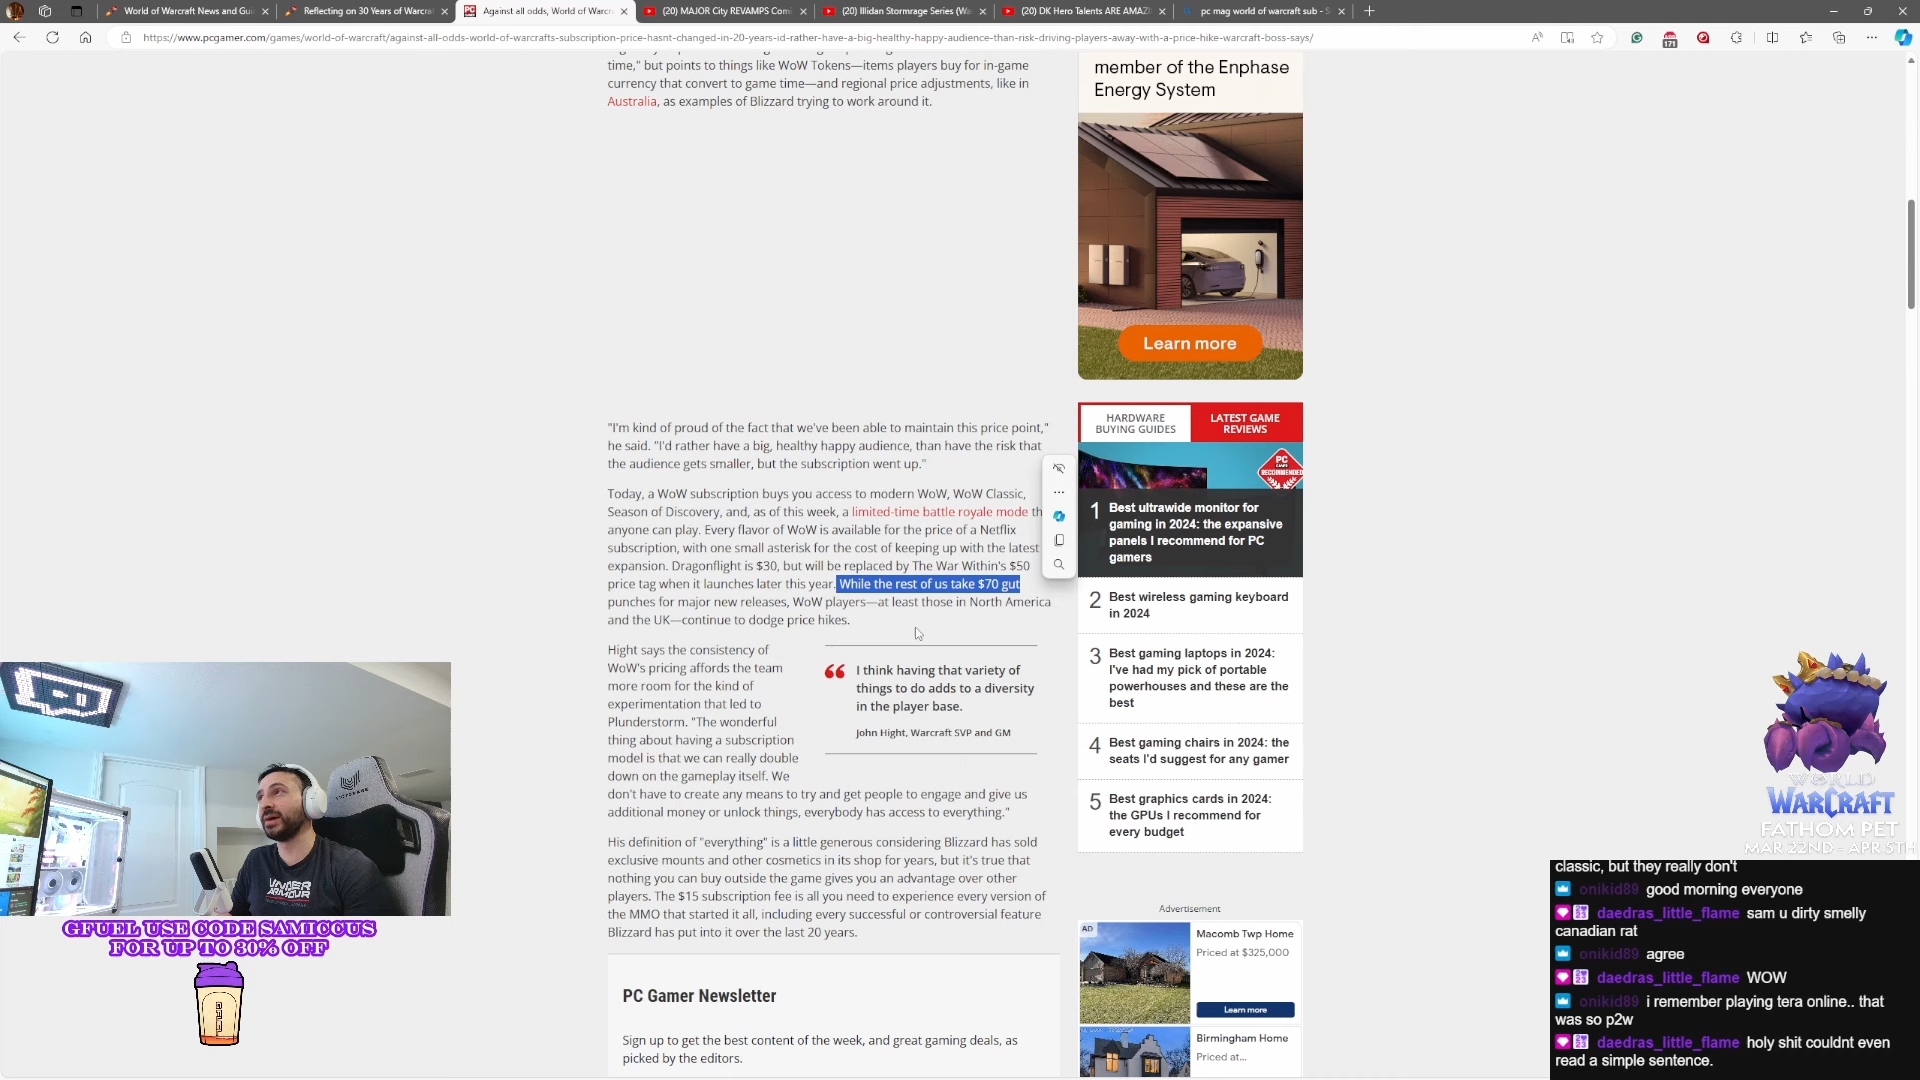 World of Warcraft News and Gui
Reflecting on 30 Years of Warcraf
Against all odds, World of Warcr
(20) MAJOR City REVAMPS Com
(20) Illidan Stormrage Series (Wa
(20) DK Hero Talents ARE AMAZ
pc mag world of warcraft sub - S
https://www.pcgamer.com/games/world-of-warcraft/against-all-odds-world-of-warcrafts-subscription-price-hasnt-changed-in-20-years-id-rather-have-a-big-healthy-happy-audience-than-risk-driving-players-away-with-a-price-hike-warcraft-boss-says/
171
time," but points to things like WoW Tokens—items players buy for in-game
currency that convert to game time—and regional price adjustments, like in
Australia, as examples of Blizzard trying to work around it.
"I'm kind of proud of the fact that we've been able to maintain this price point,"
he said. "I'd rather have a big, healthy happy audience, than have the risk that
the audience gets smaller, but the subscription went up."
Today, a WoW subscription buys you access to modern WoW, WoW Classic,
Season of Discovery, and, as of this week, a limited-time battle royale mode th
anyone can play. Every flavor of WoW is available for the price of a Netflix
subscription, with one small asterisk for the cost of keeping up with the latest
expansion. Dragonflight is $30, but will be replaced by The War Within's $50
price tag when it launches later this year. While the rest of us take $70 gut
punches for major new releases, WoW players—at least those in North America
and the UK—continue to dodge price hikes.
Hight says the consistency of
WoW's pricing affords the team
more room for the kind of
experimentation that led to
Plunderstorm. "The wonderful
thing about having a subscription
model is that we can really double
down on the gameplay itself. We
don't have to create any means to try and get people to engage and give us
additional money or unlock things, everybody has access to everything."
I think having that variety of
things to do adds to a diversity
in the player base.
John Hight, Warcraft SVP and GM
His definition of "everything" is a little generous considering Blizzard has sold
exclusive mounts and other cosmetics in its shop for years, but it's true that
nothing you can buy outside the game gives you an advantage over other
players. The $15 subscription fee is all you need to experience every version of
the MMO that started it all, including every successful or controversial feature
Blizzard has put into it over the last 20 years.
PC Gamer Newsletter
Sign up to get the best content of the week, and great gaming deals, as
picked by the editors.
member of the Enphase
Energy System
Learn more
HARDWARE
BUYING GUIDES
LATEST GAME
REVIEWS
PC
GAMER
RECOMMENDED
1 Best ultrawide monitor for
gaming in 2024: the expansive
panels I recommend for PC
gamers
2 Best wireless gaming keyboard
in 2024
3 Best gaming laptops in 2024:
I've had my pick of portable
powerhouses and these are the
best
4 Best gaming chairs in 2024: the
seats I'd suggest for any gamer
5 Best graphics cards in 2024:
the GPUs I recommend for
every budget
Advertisement
AD
Macomb Twp Home
Priced at $325,000
Learn more
Birmingham Home
Priced at...
UNDER
ARMOUR
GFUEL USE CODE SAMICCUS
FOR UP TO 30% OFF
WORLD
WARCRAFT
FATHOM PET
MAR 22ND - APR 5TH
classic, but they really don't
onikid89 good morning everyone
daedras_little_flame sam u dirty smelly
canadian rat
onikid89 agree
daedras_little_flame WOW
onikid89 i remember playing tera online.. that
was so p2w
daedras_little_flame holy shit couldnt even
read a simple sentence.